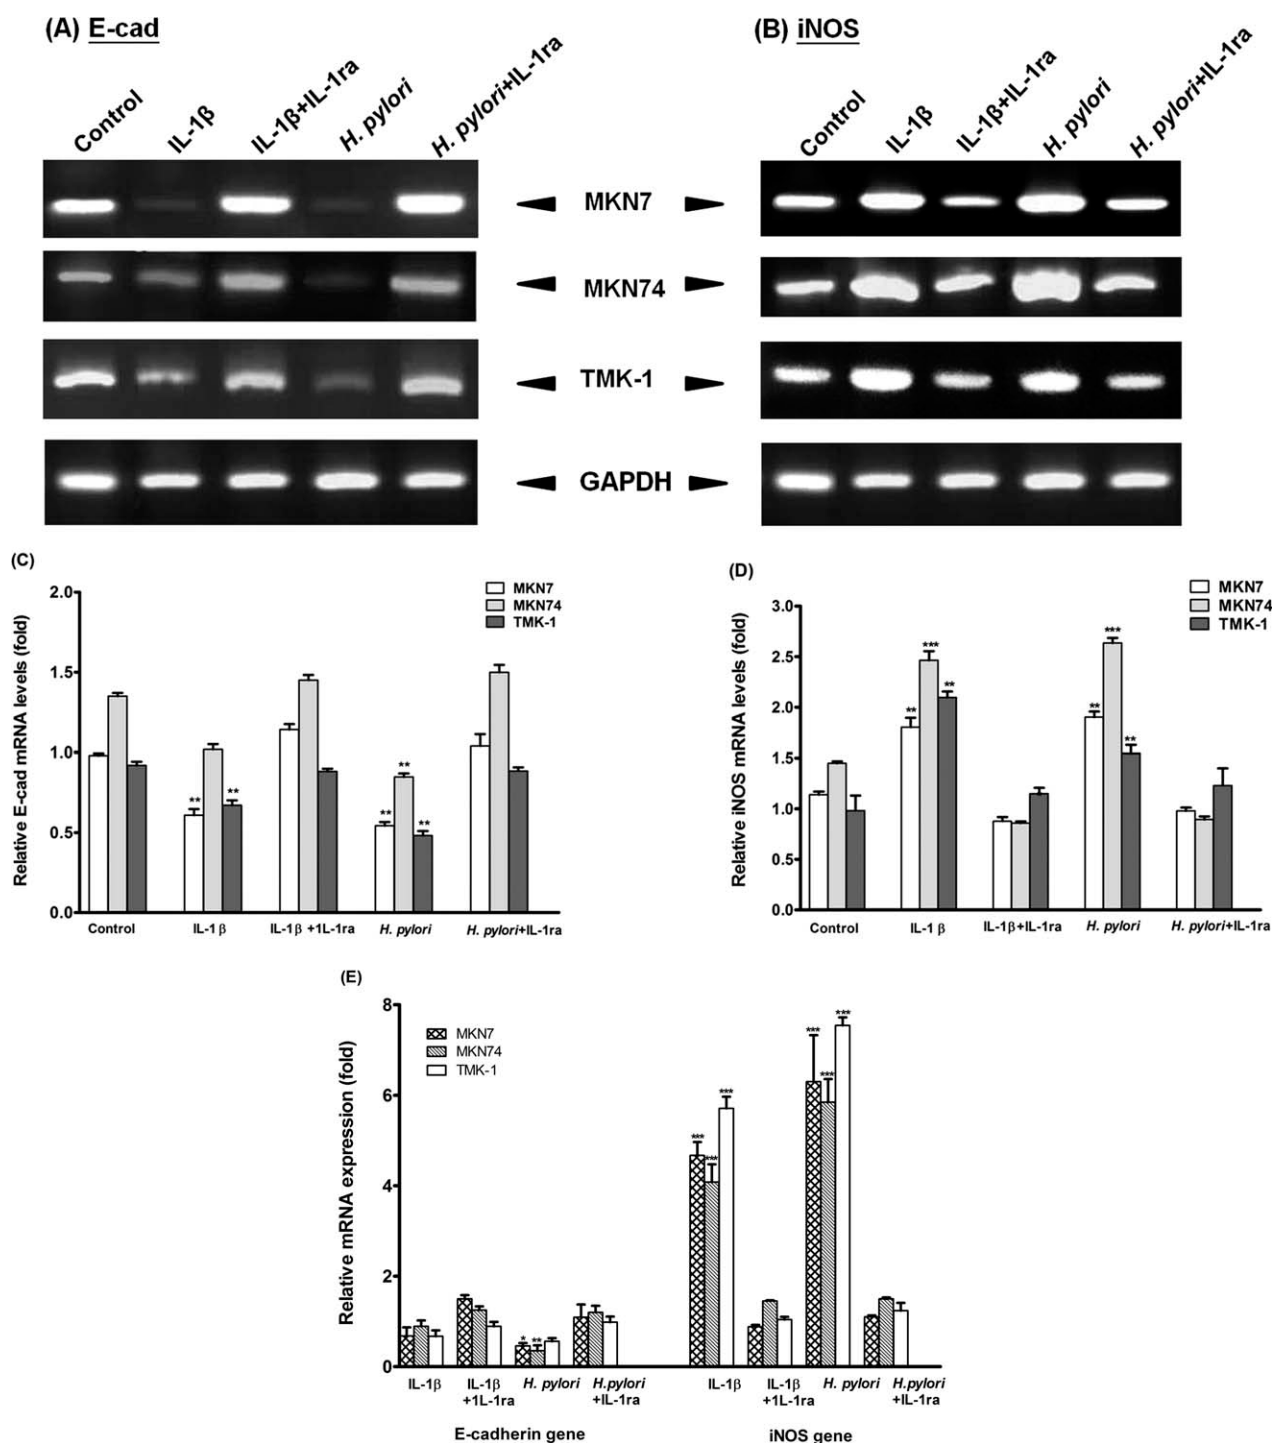 (A) E-cad
Control IL-1β IL-1β+IL-1ra H. pylori H. pylori+IL-1ra
(B) iNOS
Control IL-1β IL-1β+IL-1ra H. pylori H. pylori+IL-1ra
MKN7
MKN74
TMK-1
GAPDH
(C)
MKN7
MKN74
TMK-1
Relative E-cad mRNA levels (fold)
2.0
1.5
1.0
0.5
0.0
** ** ** ** **
Control IL-1 β IL-1β +1L-1ra H. pylori H. pylori+IL-1ra
(D)
MKN7
MKN74
TMK-1
Relative iNOS mRNA levels (fold)
3.0
2.5
2.0
1.5
1.0
0.5
0.0
** *** ** ** *** **
Control IL-1 β IL-1β+IL-1ra H. pylori H. pylori+IL-1ra
(E)
MKN7
MKN74
TMK-1
Relative mRNA expression (fold)
8
6
4
2
0
* ** *** *** *** *** *** ***
IL-1β IL-1β H. pylori H.pylori IL-1β IL-1β H. pylori H.pylori
+1L-1ra +IL-1ra +1L-1ra +IL-1ra
E-cadherin gene iNOS gene